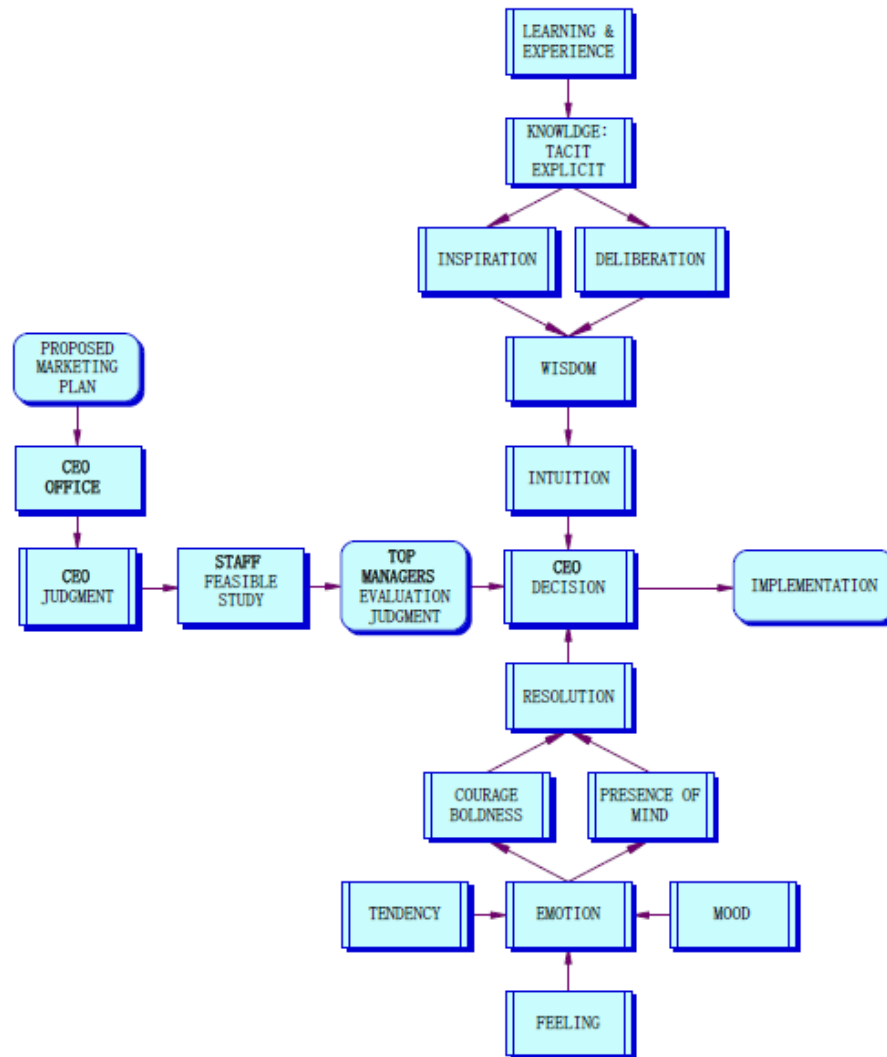 LEARNING &
EXPERIENCE
KNOWLDGE:
TACIT
EXPLICIT
INSPIRATION
DELIBERATION
WISDOM
PROPOSED
MARKETING
PLAN
INTUITION
CEO
OFFICE
CEO
JUDGMENT
STAFF
FEASIBLE
STUDY
TOP
MANAGERS
EVALUATION
JUDGMENT
CEO
DECISION
IMPLEMENTATION
RESOLUTION
COURAGE
BOLDNESS
PRESENCE OF
MIND
TENDENCY
EMOTION
MOOD
FEELING